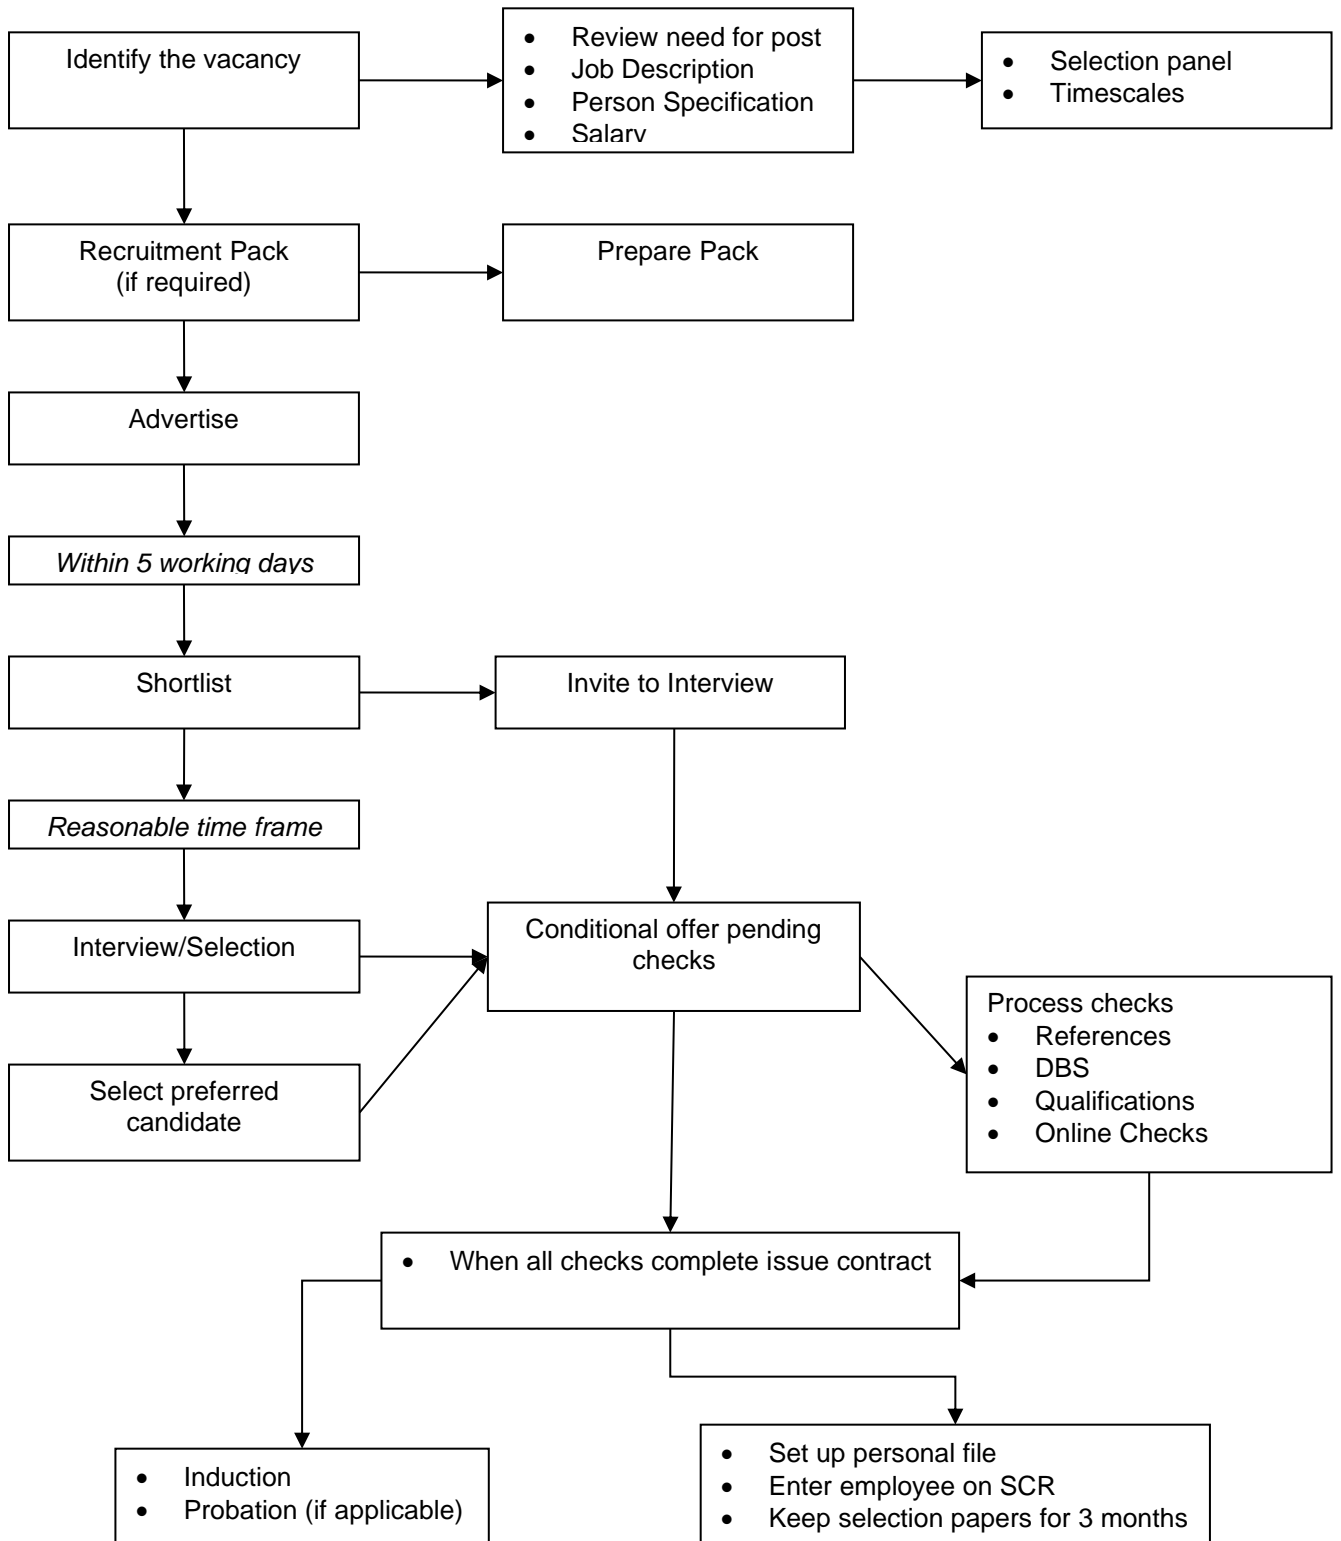 Identify the vacancy
• Review need for post
• Job Description
• Person Specification
• Salary
• Selection panel
• Timescales
Recruitment Pack
(if required)
Prepare Pack
Advertise
Within 5 working days
Shortlist
Invite to Interview
Reasonable time frame
Interview/Selection
Conditional offer pending
checks
Select preferred
candidate
Process checks
• References
• DBS
• Qualifications
• Online Checks
• When all checks complete issue contract
• Induction
• Probation (if applicable)
• Set up personal file
• Enter employee on SCR
• Keep selection papers for 3 months